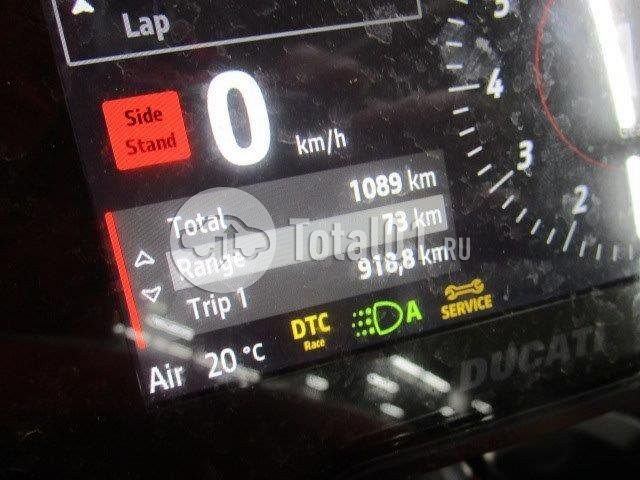 Lap
5
4
3
2
Side
Stand
0 km/h
Total 1089 km
Range 73 km
Trip 1 918,8 km
TotalDrL.RU
Air 20 °C
DTC
Race
A
SERVICE
DUCATI